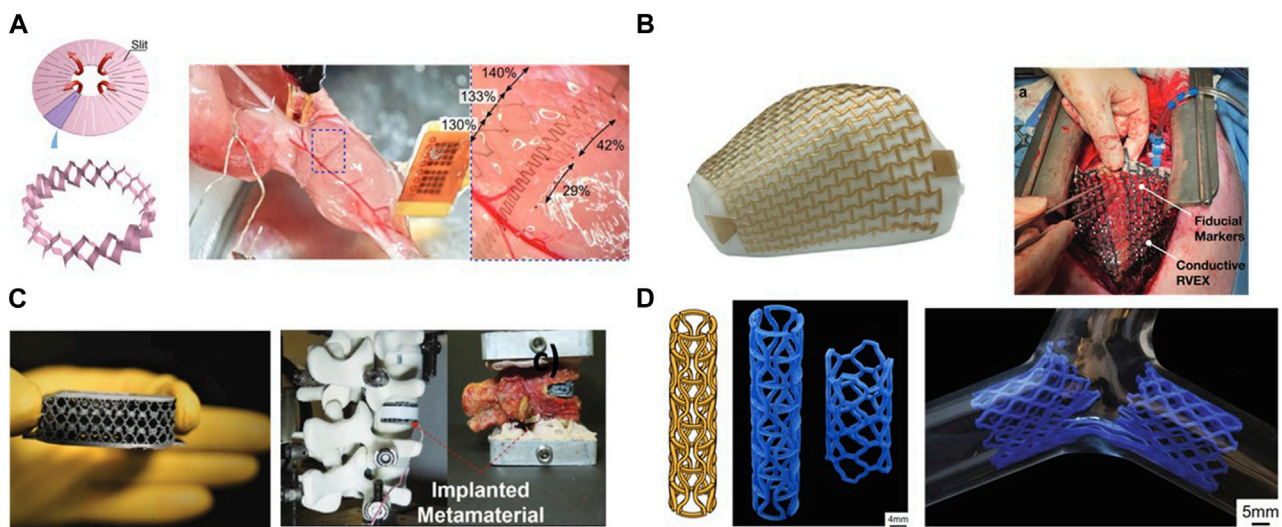 A
Slit
140%
133%
130%
42%
29%
B
a
Fiducial
Markers
Conductive
RVEX
C
c)
Implanted
Metamaterial
D
4mm
5mm